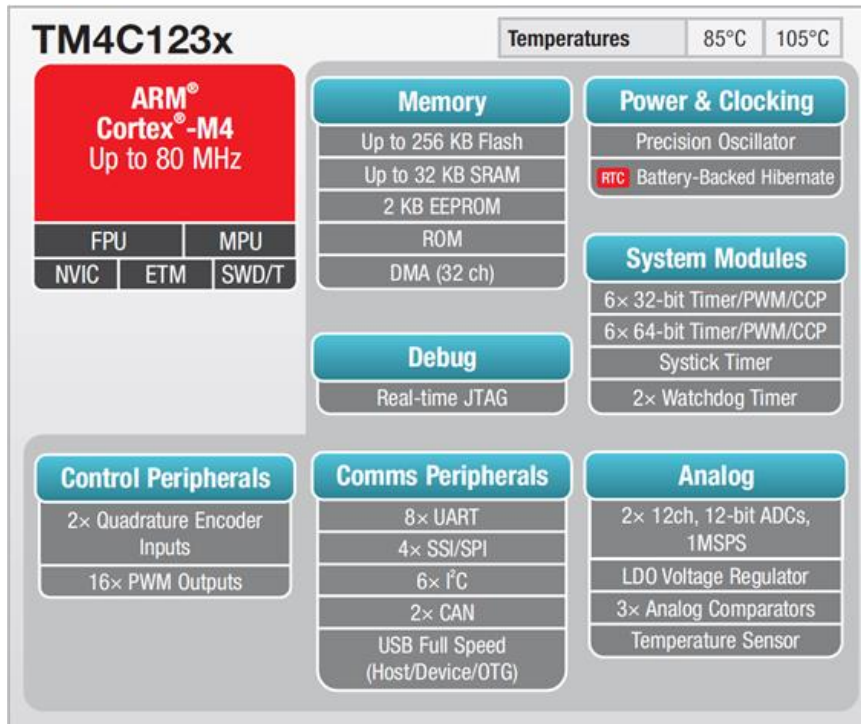 TM4C123x
Temperatures 85°C 105°C
ARM®
Cortex®-M4
Up to 80 MHz
FPU MPU
NVIC ETM SWD/T
Memory
Up to 256 KB Flash
Up to 32 KB SRAM
2 KB EEPROM
ROM
DMA (32 ch)
Power & Clocking
Precision Oscillator
RTC Battery-Backed Hibernate
System Modules
6× 32-bit Timer/PWM/CCP
6× 64-bit Timer/PWM/CCP
Systick Timer
2× Watchdog Timer
Debug
Real-time JTAG
Control Peripherals
2× Quadrature Encoder
Inputs
16× PWM Outputs
Comms Peripherals
8× UART
4× SSI/SPI
6× I²C
2× CAN
USB Full Speed
(Host/Device/OTG)
Analog
2× 12ch, 12-bit ADCs,
1MSPS
LDO Voltage Regulator
3× Analog Comparators
Temperature Sensor